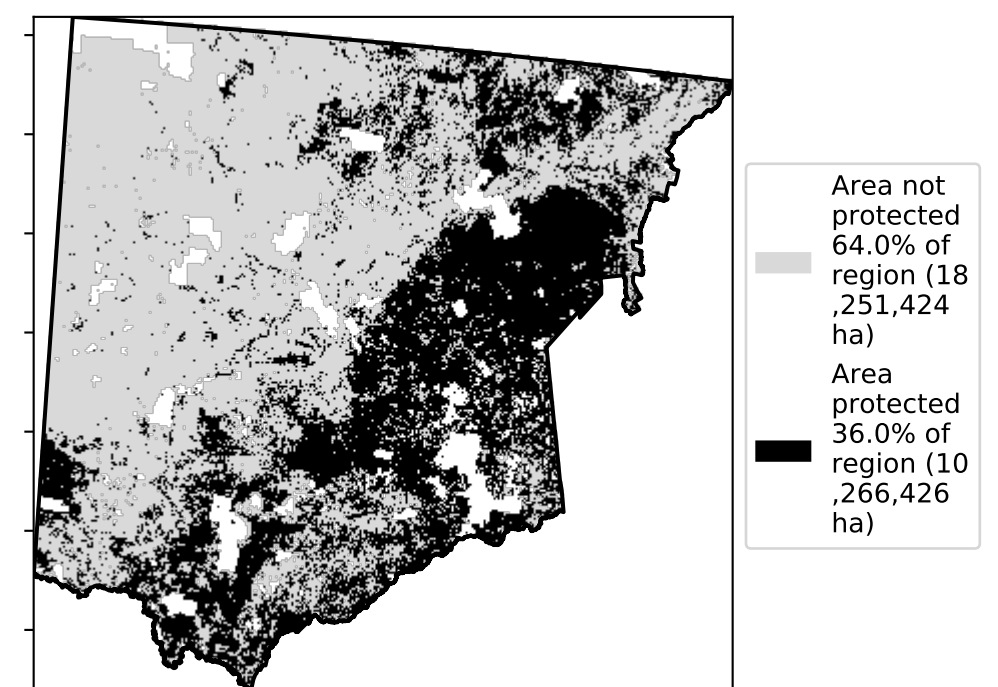 Area not
protected
64.0% of
region (18
,251,424
ha)
Area
protected
36.0% of
region (10
,266,426
ha)